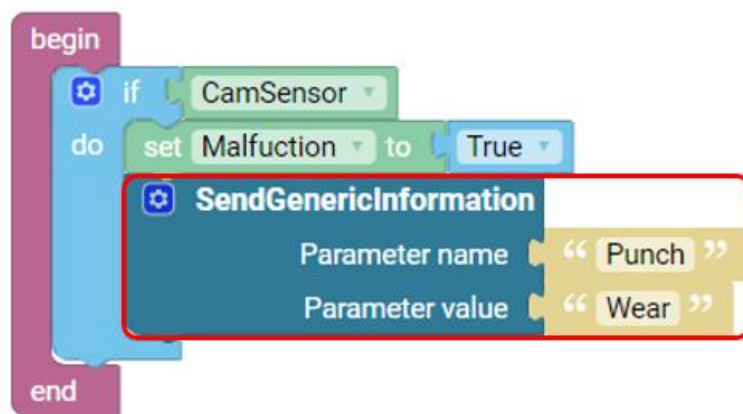 begin
if CamSensor
do set Malfuction to True
SendGenericInformation
Parameter name “ Punch ”
Parameter value “ Wear ”
end